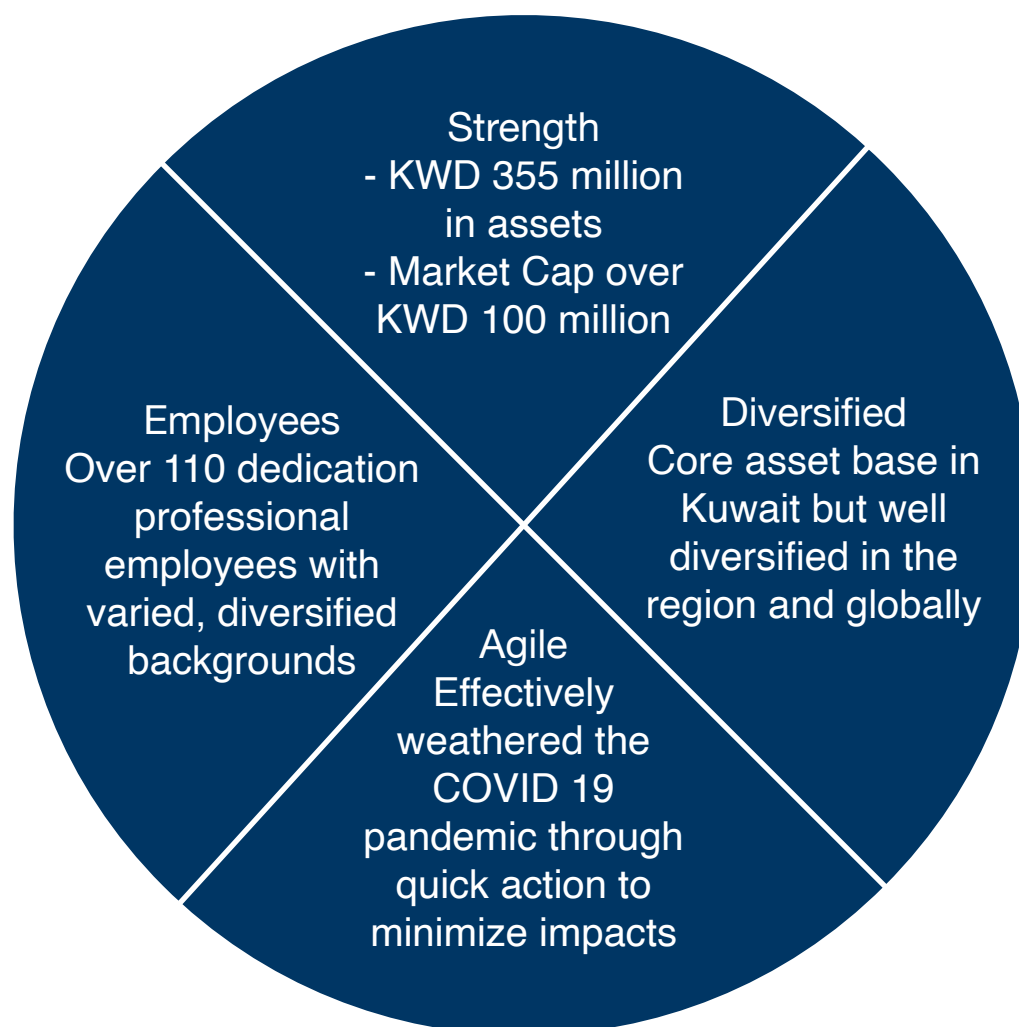 Strength
- KWD 355 million
in assets
- Market Cap over
KWD 100 million
Employees
Over 110 dedication
professional
employees with
varied, diversified
backgrounds
Diversified
Core asset base in
Kuwait but well
diversified in the
region and globally
Agile
Effectively
weathered the
COVID 19
pandemic through
quick action to
minimize impacts